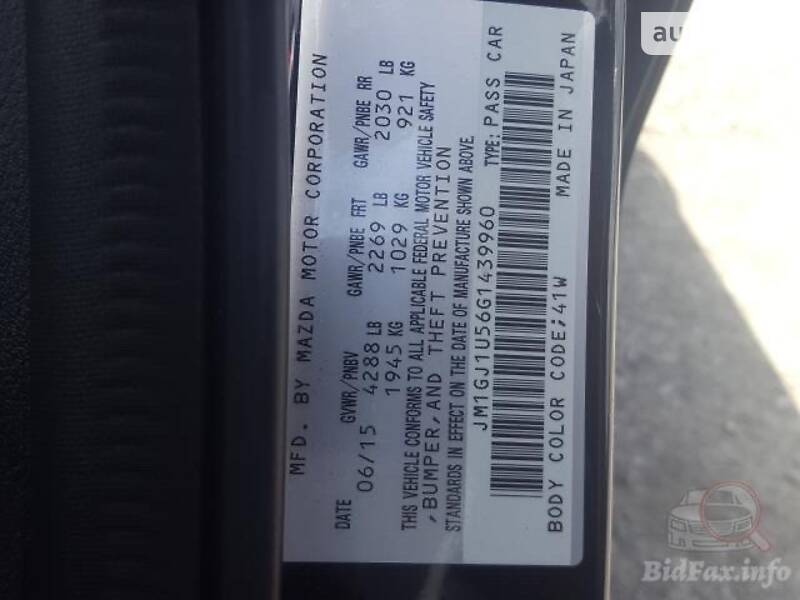 MFD. BY MAZDA MOTOR CORPORATION
DATE GVWR/PNBV GAWR/PNBE FRT GAWR/PNBE RR
06/15 4288 LB 2269 LB 2030 LB
1945 KG 1029 KG 921 KG
THIS VEHICLE CONFORMS TO ALL APPLICABLE FEDERAL MOTOR VEHICLE SAFETY
, BUMPER, AND THEFT PREVENTION
STANDARDS IN EFFECT ON THE DATE OF MANUFACTURE SHOWN ABOVE.
JM1GJ1U56G1439960 TYPE: PASS CAR
BODY COLOR CODE;41W MADE IN JAPAN
au
BidFax.info